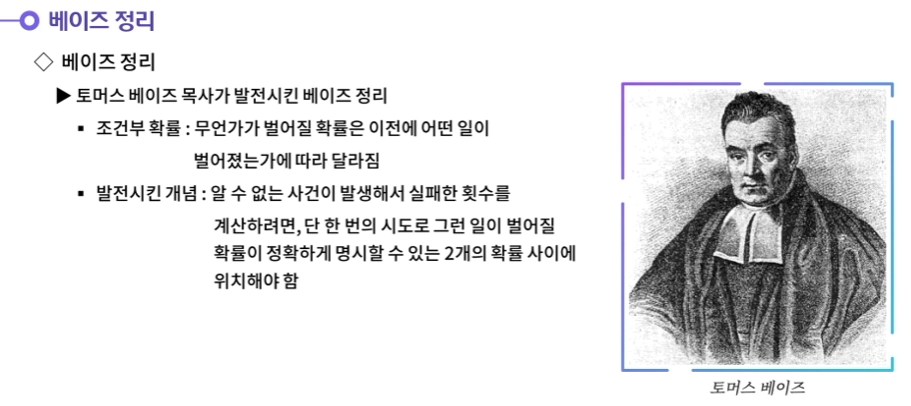 베이즈 정리
◇ 베이즈 정리
▶ 토머스 베이즈 목사가 발전시킨 베이즈 정리
▪ 조건부 확률 : 무언가가 벌어질 확률은 이전에 어떤 일이
벌어졌는가에 따라 달라짐
▪ 발전시킨 개념 : 알 수 없는 사건이 발생해서 실패한 횟수를
계산하려면, 단 한 번의 시도로 그런 일이 벌어질
확률이 정확하게 명시할 수 있는 2개의 확률 사이에
위치해야 함
토머스 베이즈